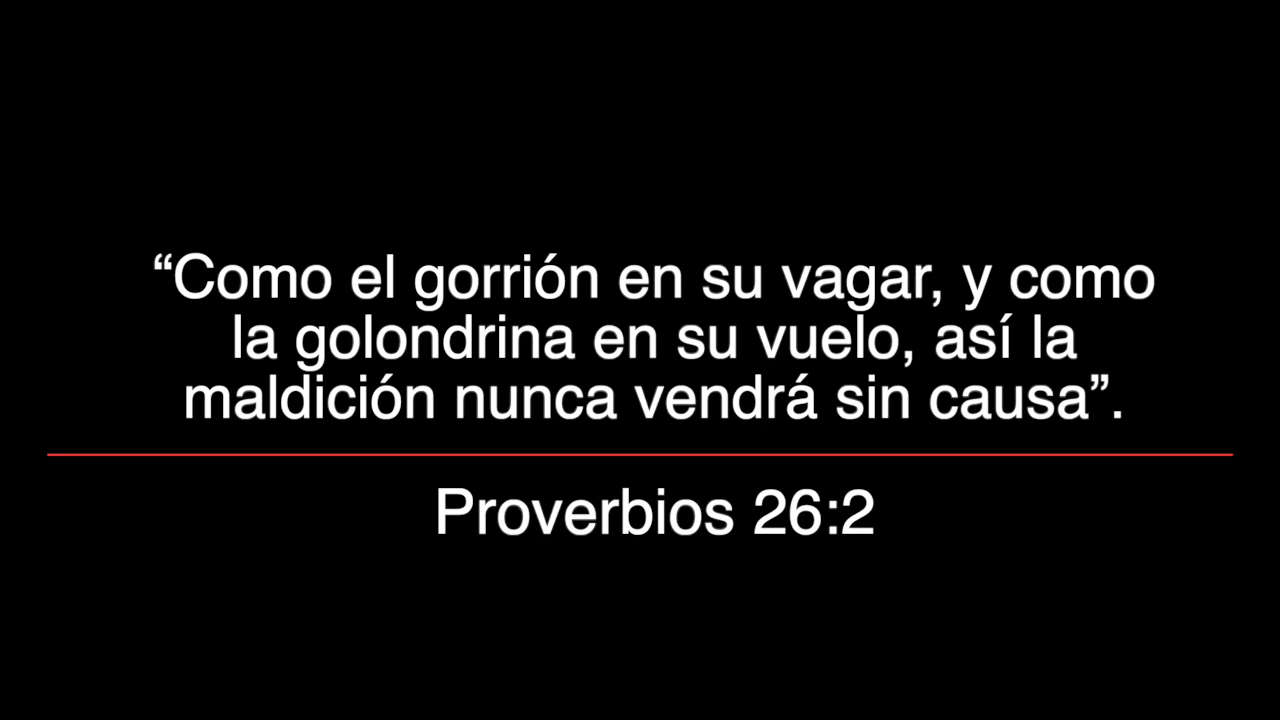 “Como el gorrión en su vagar, y como
la golondrina en su vuelo, así la
maldición nunca vendrá sin causa”.
Proverbios 26:2